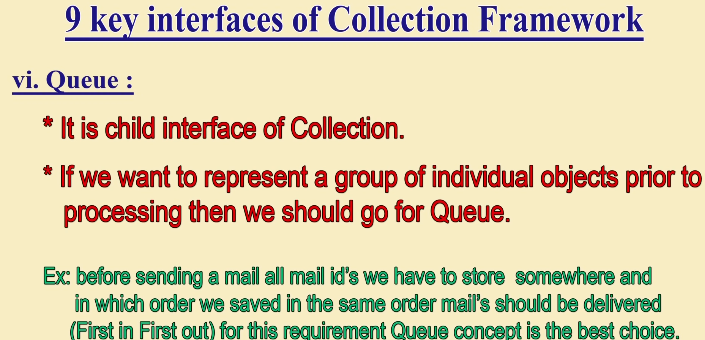 9 key interfaces of Collection Framework
vi. Queue :
* It is child interface of Collection.
* If we want to represent a group of individual objects prior to
processing then we should go for Queue.
Ex: before sending a mail all mail id's we have to store somewhere and
in which order we saved in the same order mail's should be delivered
(First in First out) for this requirement Queue concept is the best choice.